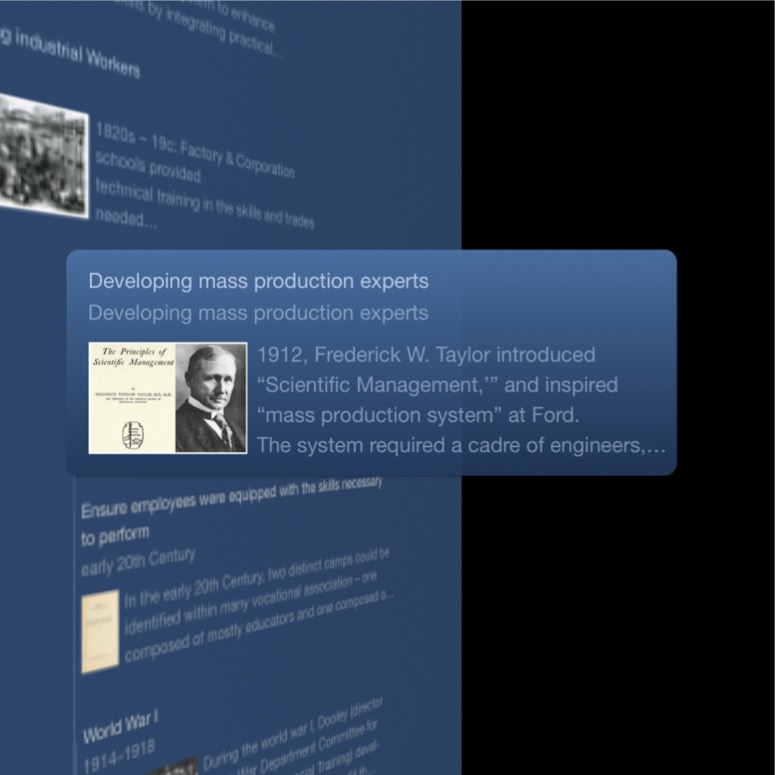 to enhance
by integrating practical...
g industrial Workers
1820s – 19c: Factory & Corporation
schools provided
technical training in the skills and trades
needed...
Developing mass production experts
Developing mass production experts
The Principles of
Scientific Management
BY
FREDERICK WINSLOW TAYLOR, M.E., Sc.D.
1912, Frederick W. Taylor introduced
“Scientific Management,’” and inspired
“mass production system” at Ford.
The system required a cadre of engineers,…
Ensure employees were equipped with the skills necessary
to perform
early 20th Century
In the early 20th Century, two distinct camps could be
identified within many vocational association – one
composed of mostly educators and one composed o...
World War I
1914–1918
During the world war I, Dooley (director
War Department Committee for
Training) devel-